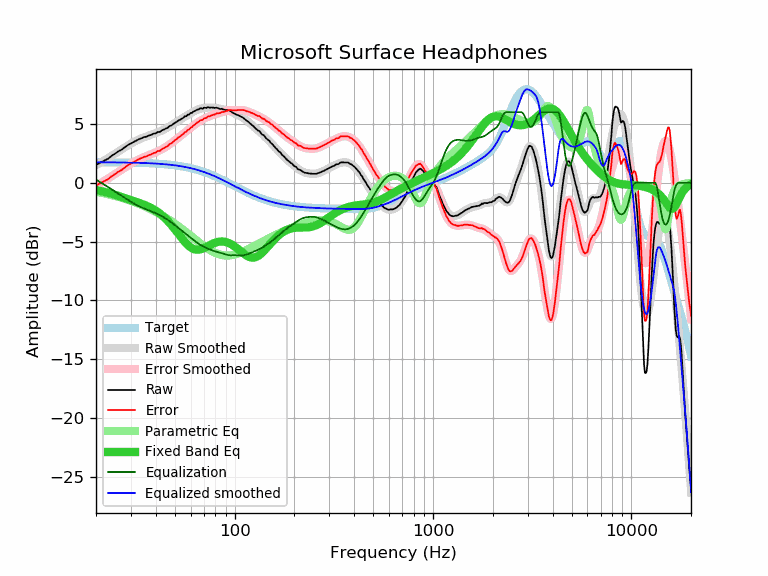 Microsoft Surface Headphones
Amplitude (dBr)
5
0
−5
−10
−15
−20
−25
Target
Raw Smoothed
Error Smoothed
Raw
Error
Parametric Eq
Fixed Band Eq
Equalization
Equalized smoothed
100
1000
10000
Frequency (Hz)